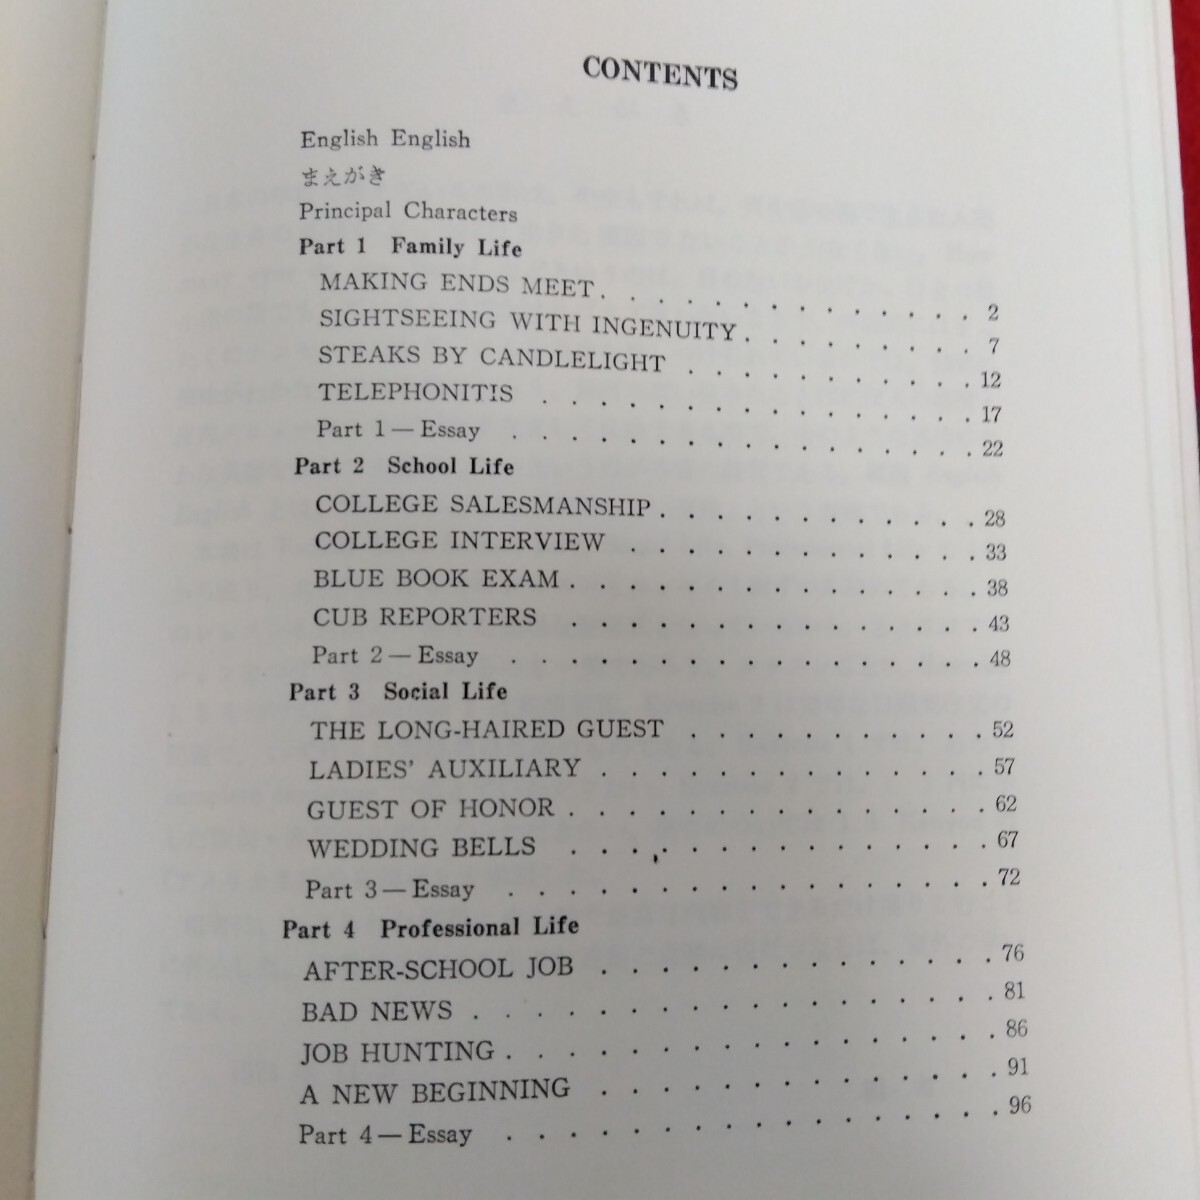 CONTENTS
English English
まえがき
Principal Characters
Part 1 Family Life
MAKING ENDS MEET . . . . . . . . . . . . . . 2
SIGHTSEEING WITH INGENUITY . . . . . . . . . 7
STEAKS BY CANDLELIGHT . . . . . . . . . . . 12
TELEPHONITIS . . . . . . . . . . . . . . . . 17
Part 1 — Essay . . . . . . . . . . . . . . . . 22
Part 2 School Life
COLLEGE SALESMANSHIP . . . . . . . . . . . . 28
COLLEGE INTERVIEW . . . . . . . . . . . . . 33
BLUE BOOK EXAM . . . . . . . . . . . . . . . 38
CUB REPORTERS . . . . . . . . . . . . . . . 43
Part 2 — Essay . . . . . . . . . . . . . . . . 48
Part 3 Social Life
THE LONG-HAIRED GUEST . . . . . . . . . . . 52
LADIES' AUXILIARY . . . . . . . . . . . . . . 57
GUEST OF HONOR . . . . . . . . . . . . . . . 62
WEDDING BELLS . . . . . . . . . . . . . . . 67
Part 3 — Essay . . . . . . . . . . . . . . . . 72
Part 4 Professional Life
AFTER-SCHOOL JOB . . . . . . . . . . . . . . 76
BAD NEWS . . . . . . . . . . . . . . . . . . 81
JOB HUNTING . . . . . . . . . . . . . . . . . 86
A NEW BEGINNING . . . . . . . . . . . . . . 91
Part 4 — Essay . . . . . . . . . . . . . . . . . 96